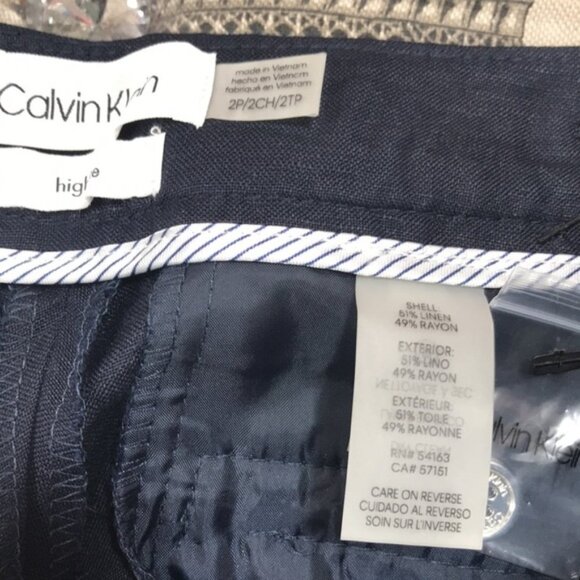 Calvin Klein
made in Vietnam
hecho en Vietnam
fabriqué en Vietnam
2P/2CH/2TP
SHELL:
51% LINEN
49% RAYON
EXTERIOR:
51% LINO
49% RAYON
EXTÉRIEUR:
51% TOILE
49% RAYONNE
RN# 54163
CA# 57151
CARE ON REVERSE
CUIDADO AL REVERSO
SOIN SUR L'INVERSE
Calvin Klein